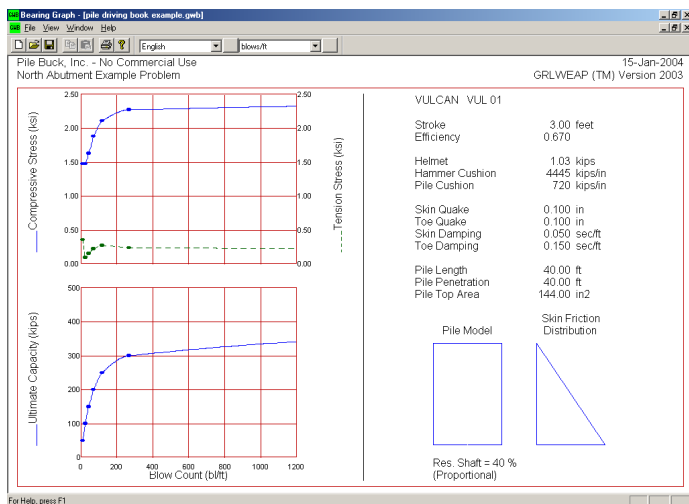 Bearing Graph - [pile driving book example.gwb]
File View Window Help
English blows/ft
Pile Buck, Inc. - No Commercial Use 15-Jan-2004
North Abutment Example Problem GRLWEAP (TM) Version 2003
Compressive Stress (ksi)
2.50
2.00
1.50
1.00
0.50
0.00
2.50
2.00
1.50
1.00
0.50
0.00
Tension Stress (ksi)
Ultimate Capacity (kips)
500
400
300
200
100
0
0 200 400 600 800 1000 1200
Blow Count (bl/ft)
VULCAN VUL 01
Stroke 3.00 feet
Efficiency 0.670
Helmet 1.03 kips
Hammer Cushion 4445 kips/in
Pile Cushion 720 kips/in
Skin Quake 0.100 in
Toe Quake 0.100 in
Skin Damping 0.050 sec/ft
Toe Damping 0.150 sec/ft
Pile Length 40.00 ft
Pile Penetration 40.00 ft
Pile Top Area 144.00 in2
Pile Model
Skin Friction
Distribution
Res. Shaft = 40 %
(Proportional)
For Help, press F1